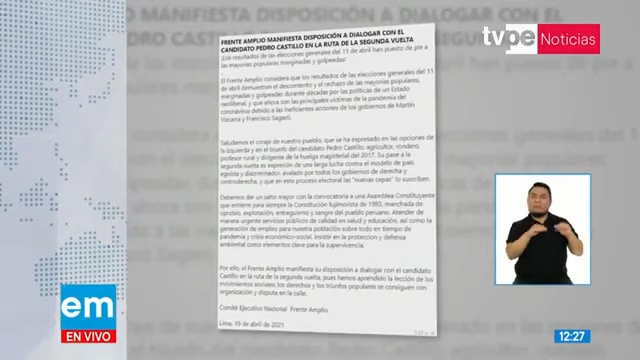 FRENTE AMPLIO MANIFIESTA DISPOSICIÓN A DIALOGAR CON EL
CANDIDATO PEDRO CASTILLO EN LA RUTA DE LA SEGUNDA VUELTA
¡Los resultados de las elecciones generales del 11 de abril han puesto de pie a
las mayorías populares marginadas y golpeadas!
El Frente Amplio considera que los resultados de las elecciones generales del 11
de abril demuestran el descontento y el rechazo de las mayorías populares,
marginadas y golpeadas durante décadas por las políticas de un Estado
neoliberal, y que ahora son las principales víctimas de la pandemia del
coronavirus debido a las ineficientes acciones de los gobiernos de Martín
Vizcarra y Francisco Sagasti.
Saludamos el coraje de nuestro pueblo, que se ha expresado en las opciones de
la izquierda y en el triunfo del candidato Pedro Castillo; agricultor, rondero,
profesor rural y dirigente de la huelga magisterial del 2017. Su pase a la
segunda vuelta es expresión de una larga lucha contra el modelo de país
egoísta y discriminador, avalado por todos los gobiernos de derecha y
centroderecha, y que en este proceso electoral las "nuevas cepas" lo suscriben.
Debemos dar un salto mayor con la convocatoria a una Asamblea Constituyente
que entierre para siempre la Constitución fujimorista de 1993, manchada de
oprobio, explotación, entreguismo y sangre del pueblo peruano. Atender de
manera urgente servicios públicos de calidad en salud y educación, así como la
generación de empleo para nuestra población sobre todo en tiempo de
pandemia y crisis económico-social, insistir en la proteccion y defensa
ambiental como elementos clave para la supervivencia.
Por ello, el Frente Amplio manifiesta su disposición a dialogar con el candidato
Castillo en la ruta de la segunda vuelta, pues hemos aprendido la lección de los
movimientos sociales: los derechos y los triunfos populares se consiguen con
organización y disputa en la calle.
Comité Ejecutivo Nacional Frente Amplio
Lima, 19 de abril de 2021
tvpe Noticias
em
EN VIVO
12:27